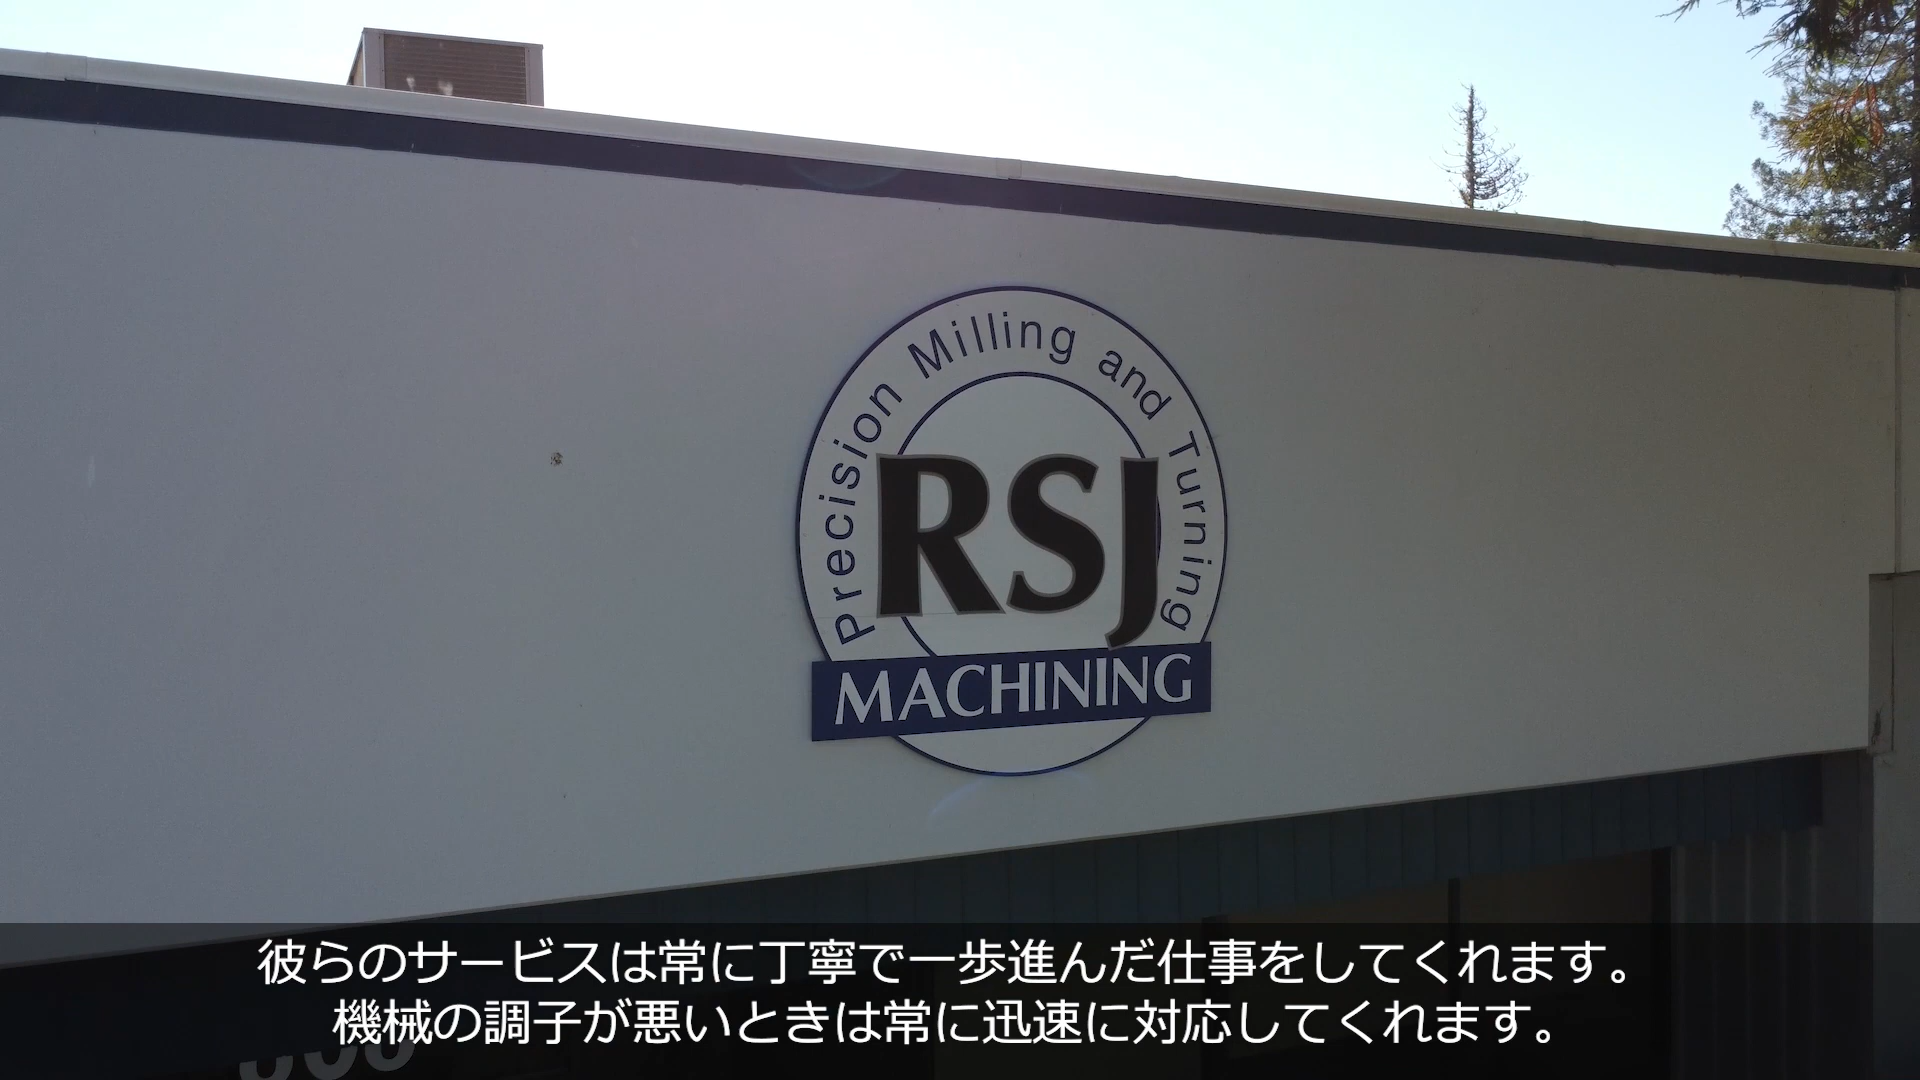 Precision Milling and Turning
RSJ
MACHINING
彼らのサービスは常に丁寧で一歩進んだ仕事をしてくれます。
機械の調子が悪いときは常に迅速に対応してくれます。